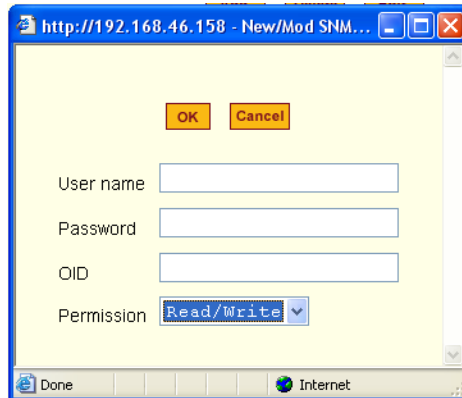 http://192.168.46.158 - New/Mod SNM...
OK Cancel
User name
Password
OID
Permission Read/Write
Done Internet